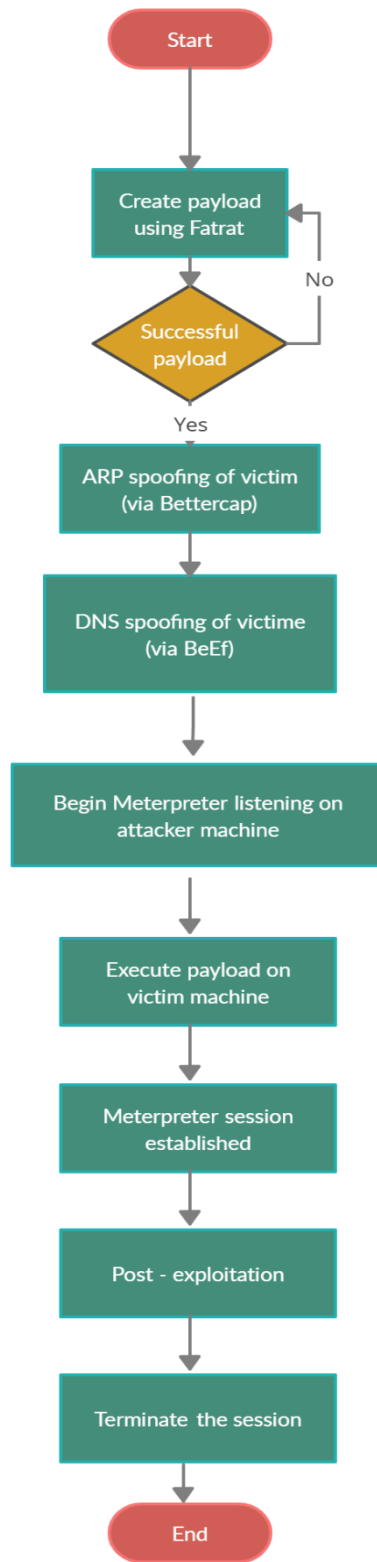 Start
Create payload
using Fatrat
No
Successful
payload
Yes
ARP spoofing of victim
(via Bettercap)
DNS spoofing of victime
(via BeEf)
Begin Meterpreter listening on
attacker machine
Execute payload on
victim machine
Meterpreter session
established
Post - exploitation
Terminate the session
End